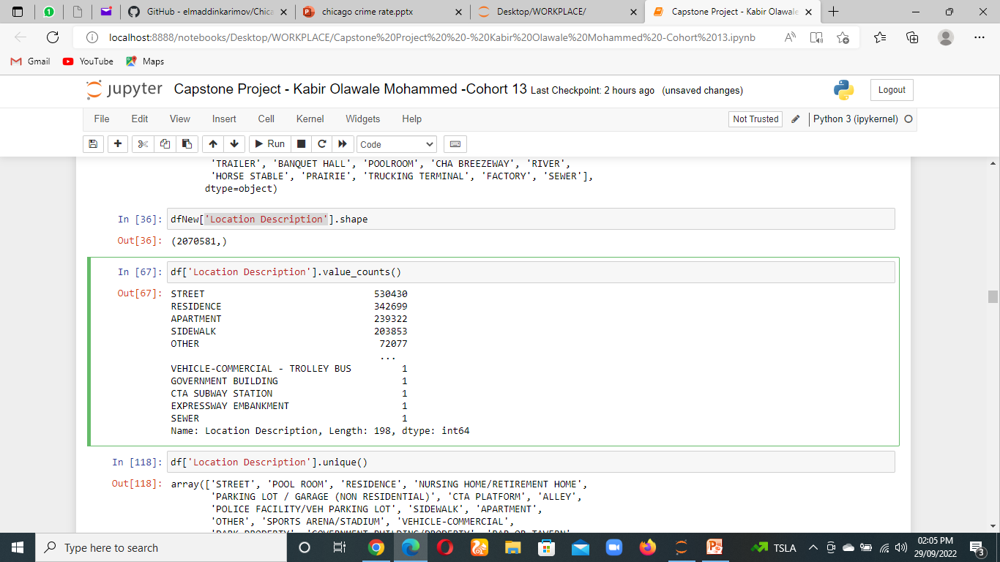 GitHub - elmaddinkarimov/Chica
chicago crime rate.pptx
Desktop/WORKPLACE/
Capstone Project - Kabir Olawale
localhost:8888/notebooks/Desktop/WORKPLACE/Capstone%20Project%20%20-%20Kabir%20Olawale%20Mohammed%20-Cohort%2013.ipynb
Gmail
YouTube
Maps
jupyter Capstone Project - Kabir Olawale Mohammed -Cohort 13 Last Checkpoint: 2 hours ago (unsaved changes)
Logout
File Edit View Insert Cell Kernel Widgets Help
Not Trusted
Python 3 (ipykernel)
Run
Code
'TRAILER', 'BANQUET HALL', 'POOLROOM', 'CHA BREEZEWAY', 'RIVER',
'HORSE STABLE', 'PRAIRIE', 'TRUCKING TERMINAL', 'FACTORY', 'SEWER'],
dtype=object)
In [36]: dfNew['Location Description'].shape
Out[36]: (2070581,)
In [67]: df['Location Description'].value_counts()
Out[67]: STREET 530430
RESIDENCE 342699
APARTMENT 239322
SIDEWALK 203853
OTHER 72077
...
VEHICLE-COMMERCIAL - TROLLEY BUS 1
GOVERNMENT BUILDING 1
CTA SUBWAY STATION 1
EXPRESSWAY EMBANKMENT 1
SEWER 1
Name: Location Description, Length: 198, dtype: int64
In [118]: df['Location Description'].unique()
Out[118]: array(['STREET', 'POOL ROOM', 'RESIDENCE', 'NURSING HOME/RETIREMENT HOME',
'PARKING LOT / GARAGE (NON RESIDENTIAL)', 'CTA PLATFORM', 'ALLEY',
'POLICE FACILITY/VEH PARKING LOT', 'SIDEWALK', 'APARTMENT',
'OTHER', 'SPORTS ARENA/STADIUM', 'VEHICLE-COMMERCIAL',
'PARK PROPERTY', 'GOVERNMENT BUILDING/PROPERTY', 'BAR OR TAVERN',
Type here to search
TSLA
02:05 PM
29/09/2022
3